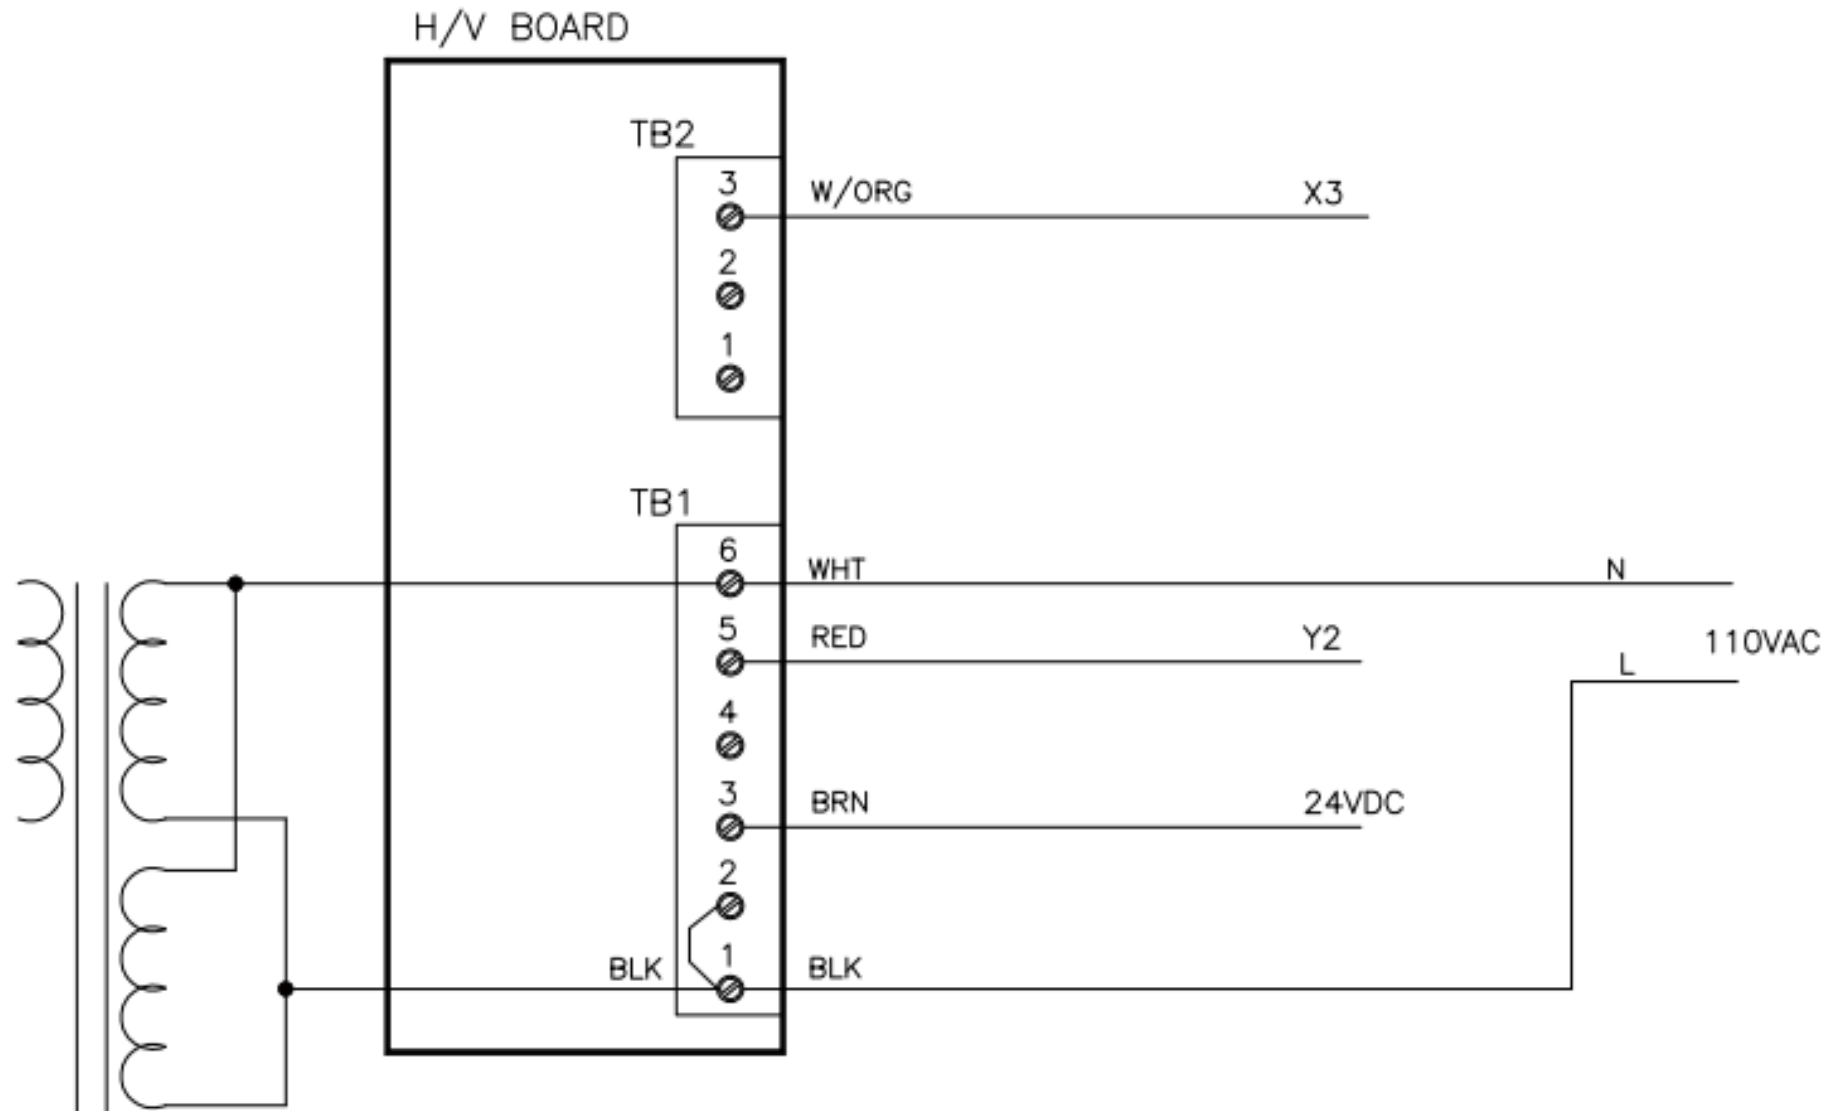 H/V BOARD
TB2
3
W/ORG
X3
2
1
TB1
6
WHT
N
5
RED
Y2
110VAC
L
4
3
BRN
24VDC
2
1
BLK
BLK